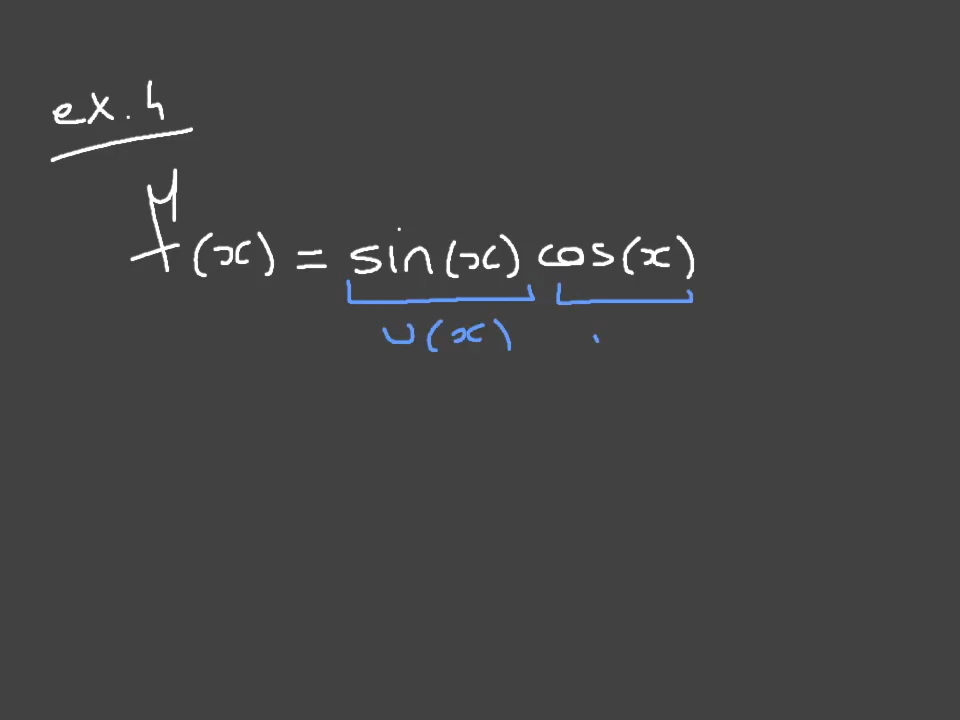 ex. 4
f(x) = sin(x) cos(x)
u(x)